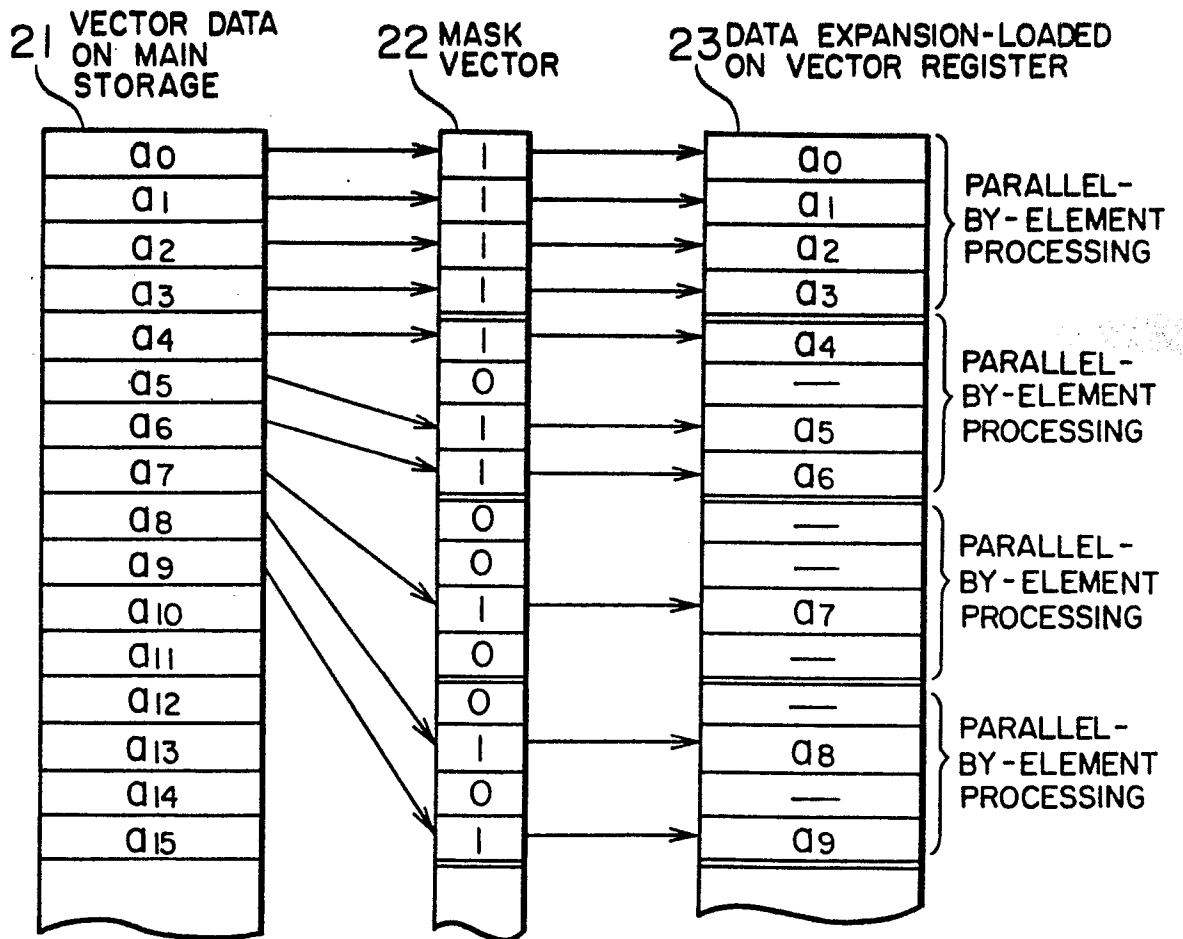 21 VECTOR DATA
ON MAIN
STORAGE
22 MASK
VECTOR
23 DATA EXPANSION-LOADED
ON VECTOR REGISTER
a0 1 a0
a1 1 a1
a2 1 a2
a3 1 a3
PARALLEL-
BY-ELEMENT
PROCESSING
a4 1 a4
a5 0 —
a6 1 a5
a7 1 a6
PARALLEL-
BY-ELEMENT
PROCESSING
a8 0 —
a9 0 —
a10 1 a7
a11 0 —
PARALLEL-
BY-ELEMENT
PROCESSING
a12 0 —
a13 1 a8
a14 0 —
a15 1 a9
PARALLEL-
BY-ELEMENT
PROCESSING